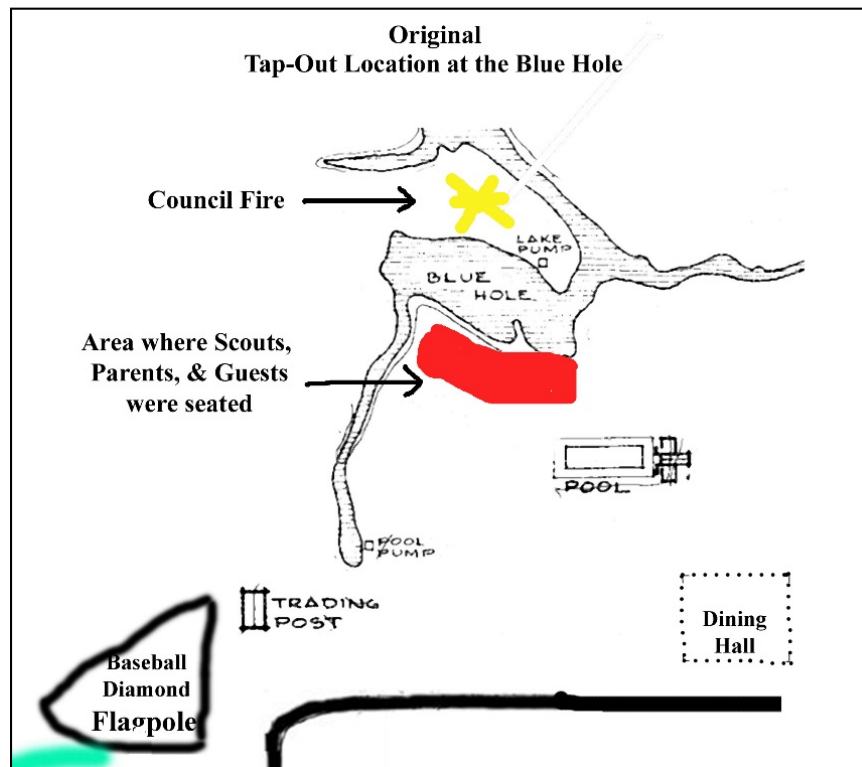 Original
Tap-Out Location at the Blue Hole
Council Fire
LAKE
PUMP
BLUE
HOLE
Area where Scouts,
Parents, & Guests
were seated
POOL
POOL
PUMP
TRADING
POST
Dining
Hall
Baseball
Diamond
Flagpole